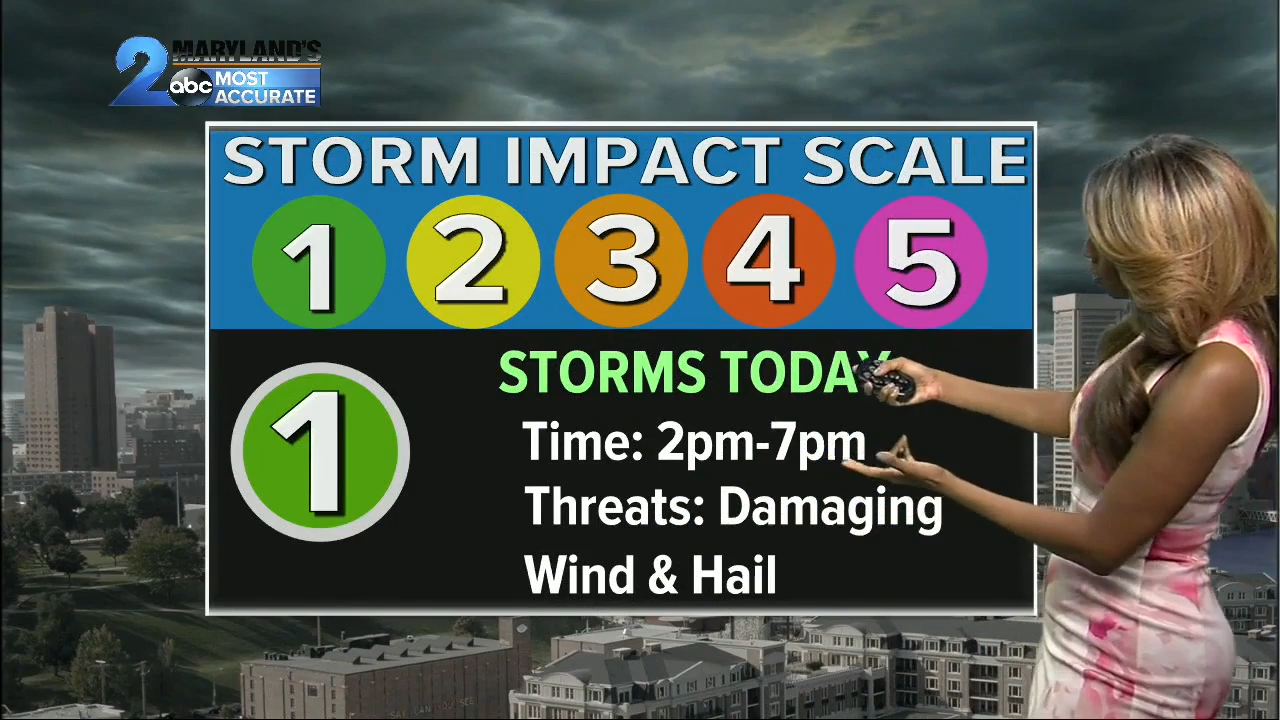 2 MARYLAND'S
abc MOST
ACCURATE
STORM IMPACT SCALE
1 2 3 4 5
1
STORMS TODAY
Time: 2pm-7pm
Threats: Damaging
Wind & Hail